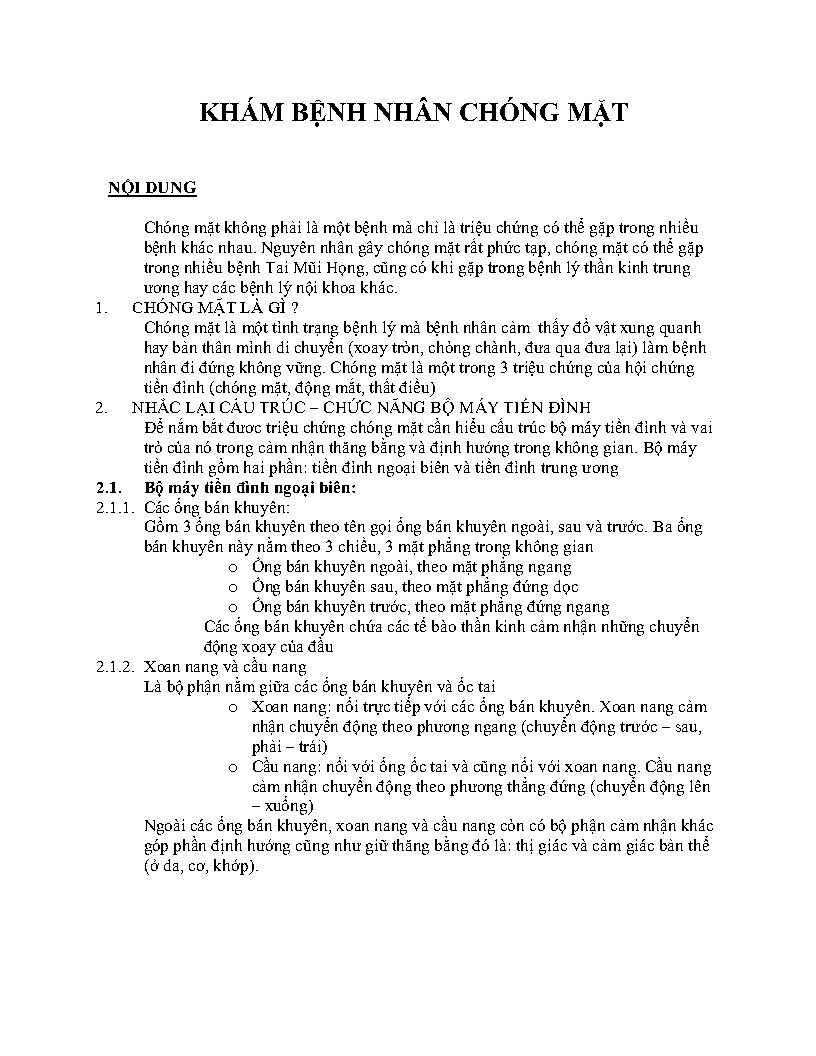 KHÁM BỆNH NHÂN CHÓNG MẶT
NỘI DUNG
Chóng mặt không phải là một bệnh mà chỉ là triệu chứng có thể gặp trong nhiều
bệnh khác nhau. Nguyên nhân gây chóng mặt rất phức tạp, chóng mặt có thể gặp
trong nhiều bệnh Tai Mũi Họng, cũng có khi gặp trong bệnh lý thần kinh trung
ương hay các bệnh lý nội khoa khác.
1. CHÓNG MẶT LÀ GÌ ?
Chóng mặt là một tình trạng bệnh lý mà bệnh nhân cảm thấy đồ vật xung quanh
hay bản thân mình di chuyển (xoay tròn, chòng chành, đưa qua đưa lại) làm bệnh
nhân đi đứng không vững. Chóng mặt là một trong 3 triệu chứng của hội chứng
tiền đình (chóng mặt, động mắt, thất điều)
2. NHẮC LẠI CẤU TRÚC – CHỨC NĂNG BỘ MÁY TIỀN ĐÌNH
Để nắm bắt đươc triệu chứng chóng mặt cần hiểu cấu trúc bộ máy tiền đình và vai
trò của nó trong cảm nhận thăng bằng và định hướng trong không gian. Bộ máy
tiền đình gồm hai phần: tiền đình ngoại biên và tiền đình trung ương
2.1. Bộ máy tiền đình ngoại biên:
2.1.1. Các ống bán khuyên:
Gồm 3 ống bán khuyên theo tên gọi ống bán khuyên ngoài, sau và trước. Ba ống
bán khuyên này nằm theo 3 chiều, 3 mặt phẳng trong không gian
o Ống bán khuyên ngoài, theo mặt phẳng ngang
o Ống bán khuyên sau, theo mặt phẳng đứng dọc
o Ống bán khuyên trước, theo mặt phẳng đứng ngang
Các ống bán khuyên chứa các tế bào thần kinh cảm nhận những chuyển
động xoay của đầu
2.1.2. Xoan nang và cầu nang
Là bộ phận nằm giữa các ống bán khuyên và ốc tai
o Xoan nang: nối trực tiếp với các ống bán khuyên. Xoan nang cảm
nhận chuyển động theo phương ngang (chuyển động trước – sau,
phải – trái)
o Cầu nang: nối với ống ốc tai và cũng nối với xoan nang. Cầu nang
cảm nhận chuyển động theo phương thẳng đứng (chuyển động lên
– xuống)
Ngoài các ống bán khuyên, xoan nang và cầu nang còn có bộ phận cảm nhận khác
góp phần định hướng cũng như giữ thăng bằng đó là: thị giác và cảm giác bản thể
(ở da, cơ, khớp).